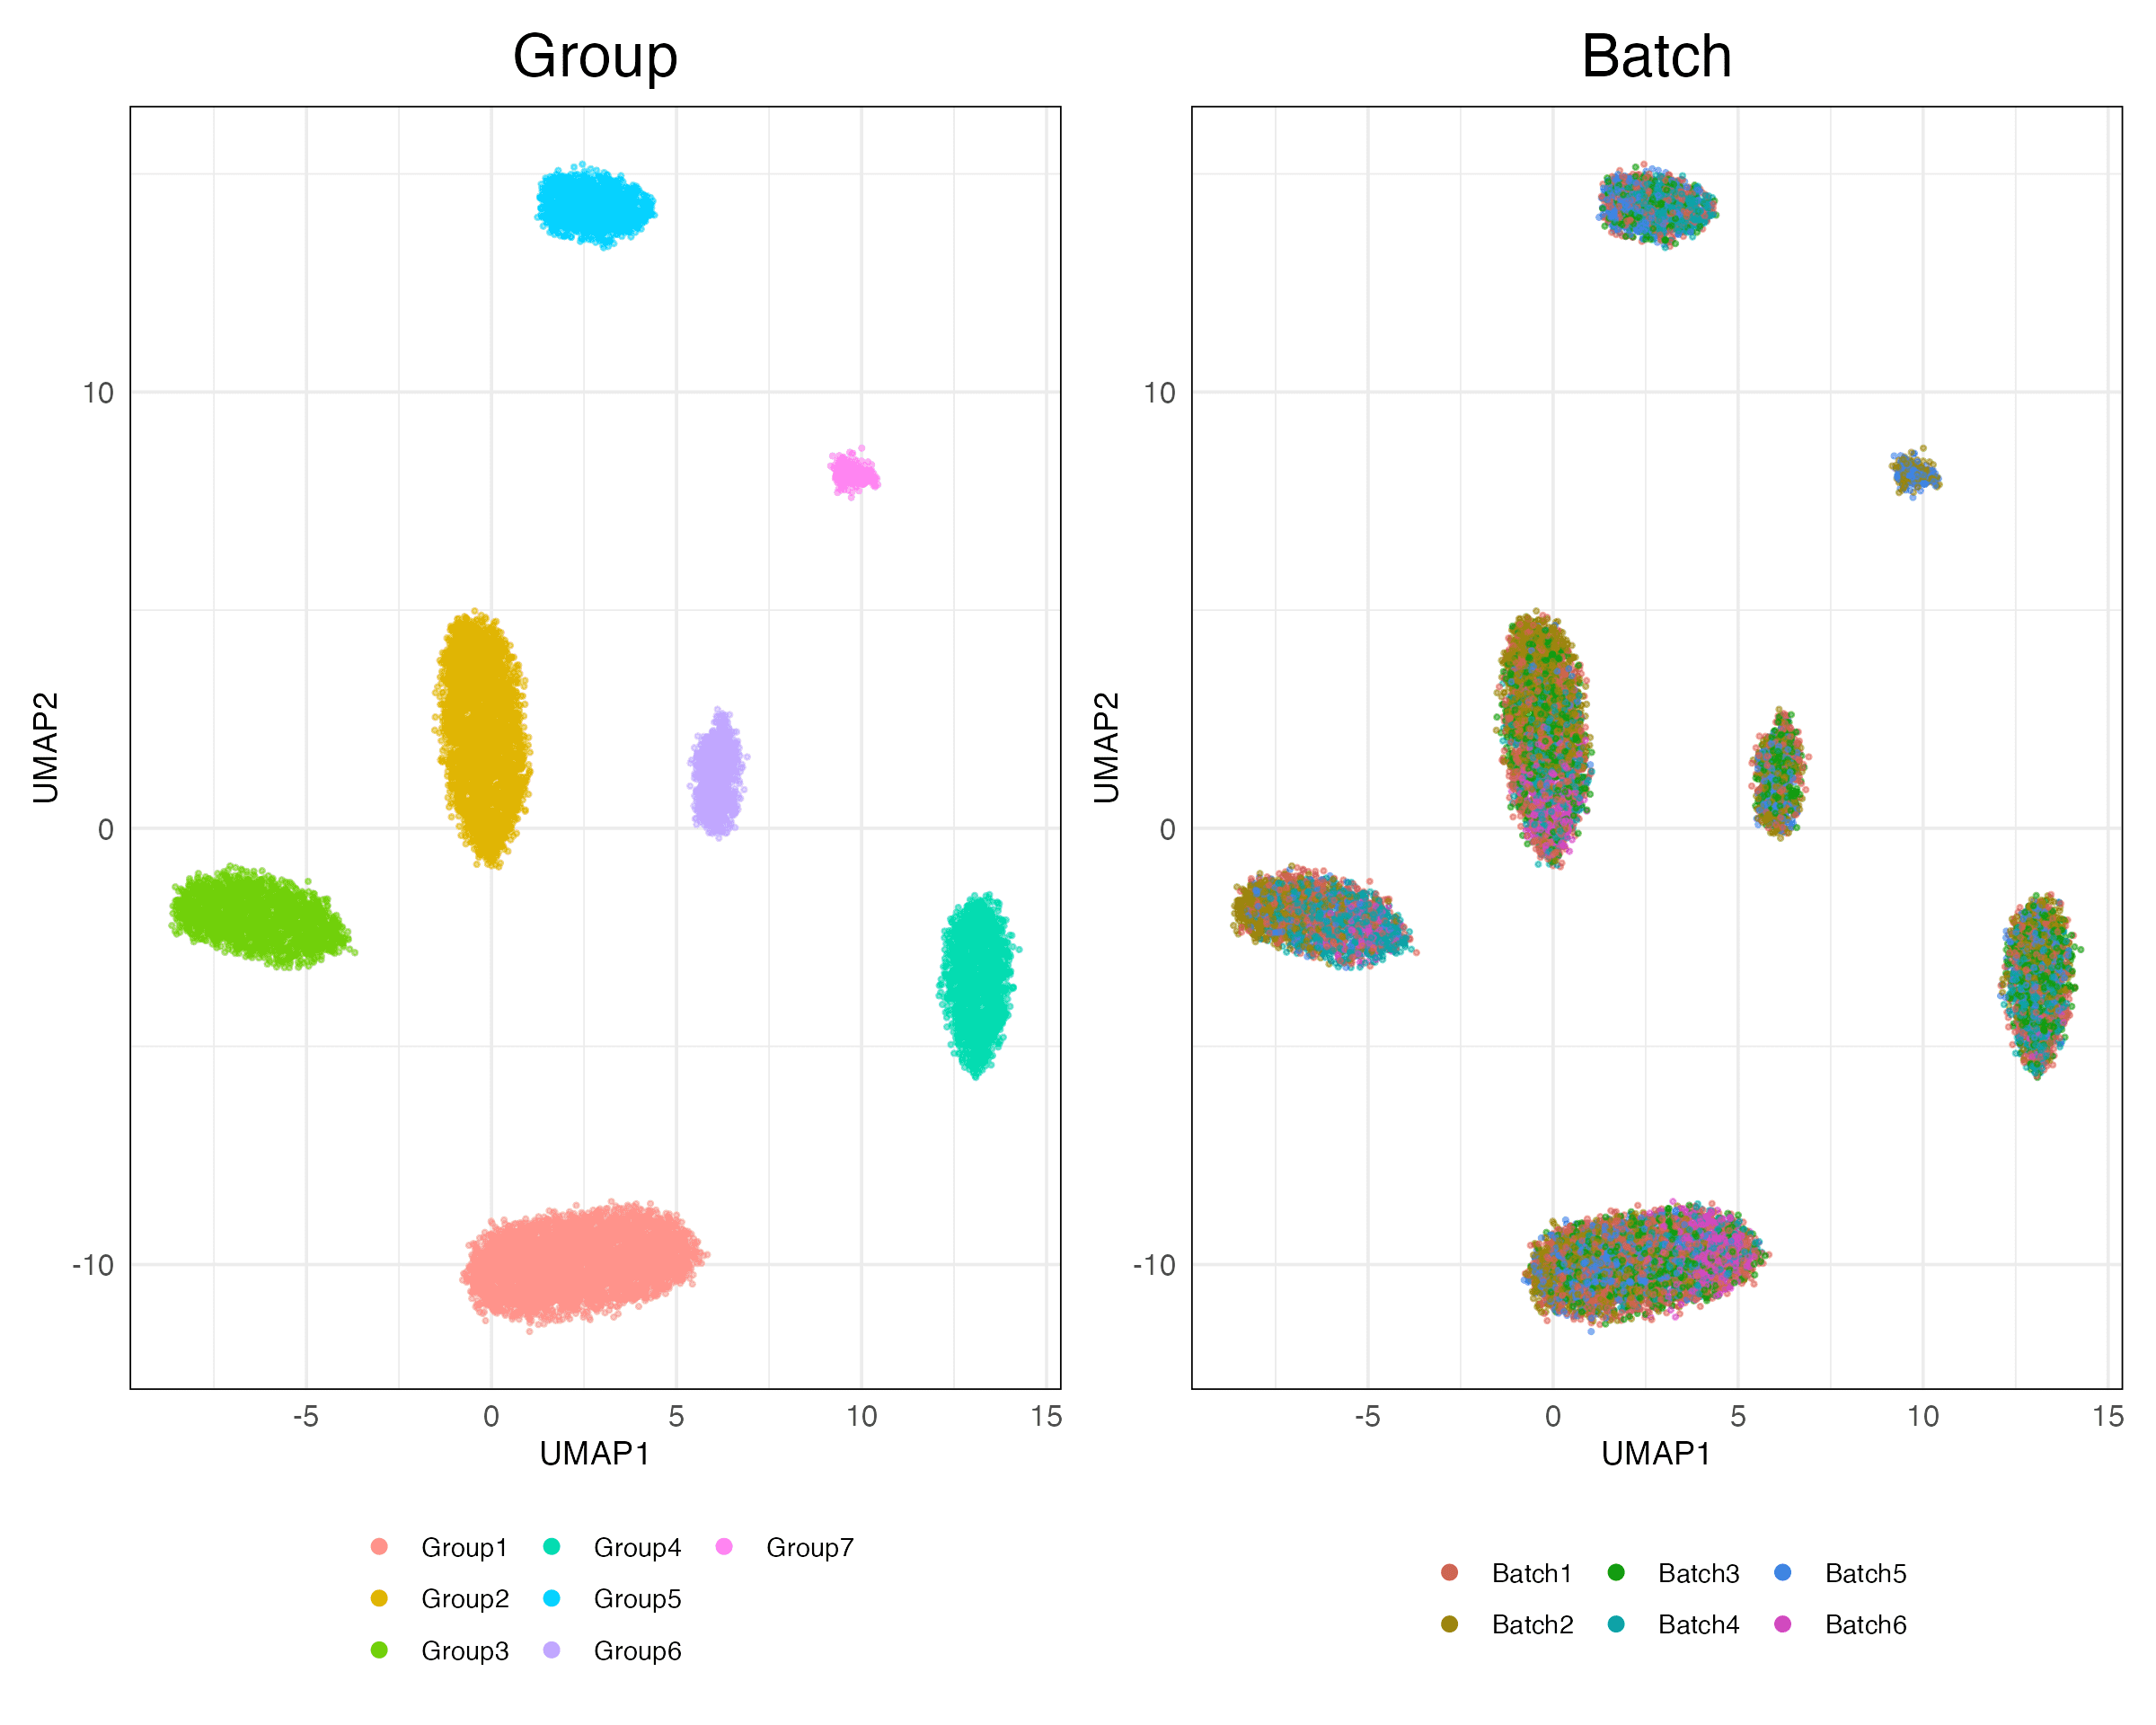 Group
Batch
10
0
-10
UMAP2
-5 0 5 10 15
UMAP1
10
0
-10
UMAP2
-5 0 5 10 15
UMAP1
Group1 Group4 Group7
Group2 Group5
Group3 Group6
Batch1 Batch3 Batch5
Batch2 Batch4 Batch6